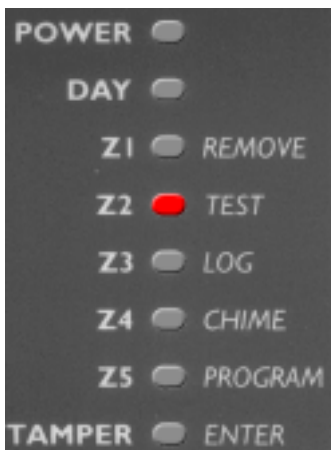 POWER
DAY
Z1 REMOVE
Z2 TEST
Z3 LOG
Z4 CHIME
Z5 PROGRAM
TAMPER ENTER